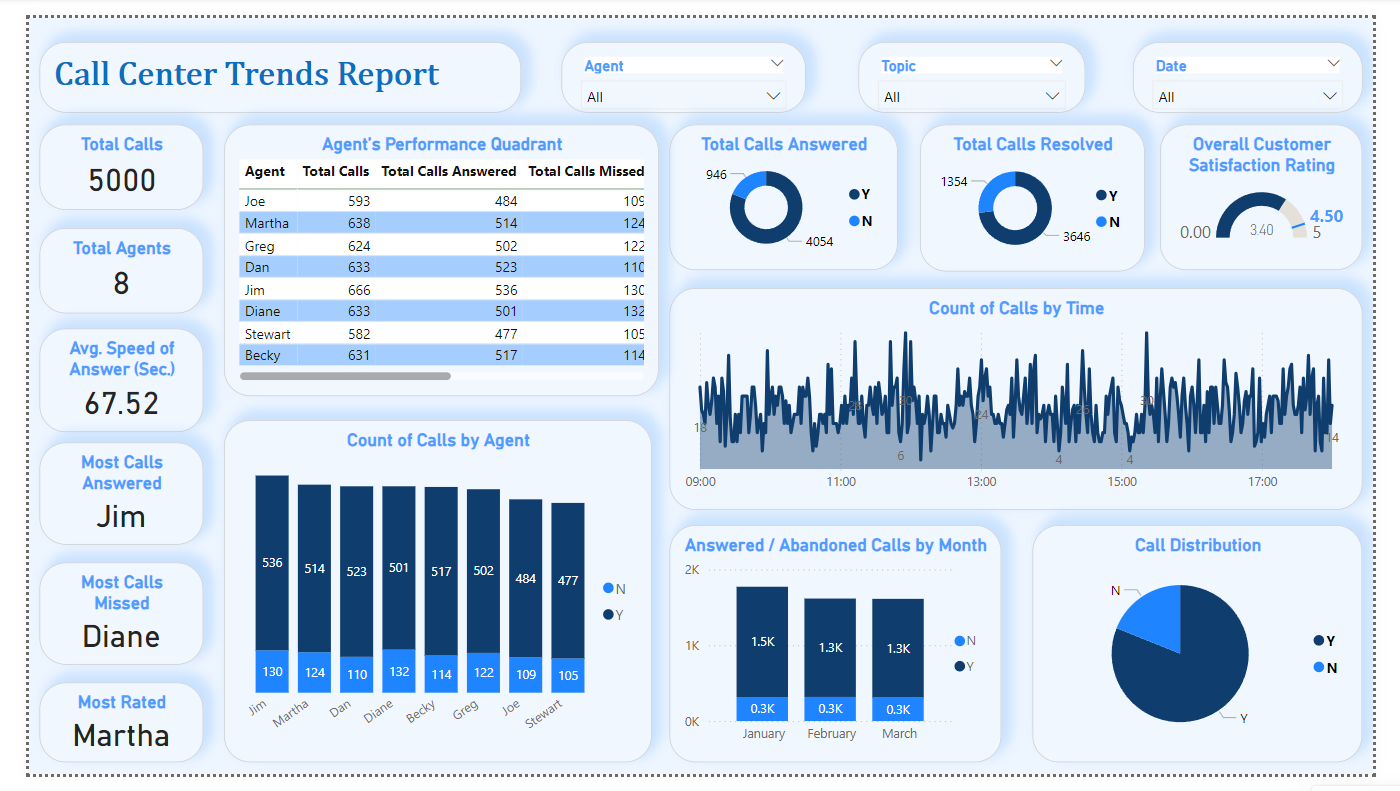 Call Center Trends Report
Agent
All
Topic
All
Date
All
Total Calls
5000
Total Agents
8
Avg. Speed of
Answer (Sec.)
67.52
Most Calls
Answered
Jim
Most Calls
Missed
Diane
Most Rated
Martha
Agent's Performance Quadrant
Agent Total Calls Total Calls Answered Total Calls Missed
Joe 593 484 109
Martha 638 514 124
Greg 624 502 122
Dan 633 523 110
Jim 666 536 130
Diane 633 501 132
Stewart 582 477 105
Becky 631 517 114
Count of Calls by Agent
536 514 523 501 517 502 484 477
130 124 110 132 114 122 109 105
Jim Martha Dan Diane Becky Greg Joe Stewart
N
Y
Total Calls Answered
946
4054
Y
N
Total Calls Resolved
1354
3646
Y
N
Overall Customer
Satisfaction Rating
4.50
0.00 3.40 5
Count of Calls by Time
18 6 24 4 26 4 30 14
09:00 11:00 13:00 15:00 17:00
Answered / Abandoned Calls by Month
2K
1K
0K
1.5K 1.3K 1.3K
0.3K 0.3K 0.3K
January February March
N
Y
Call Distribution
N
Y
Y
N